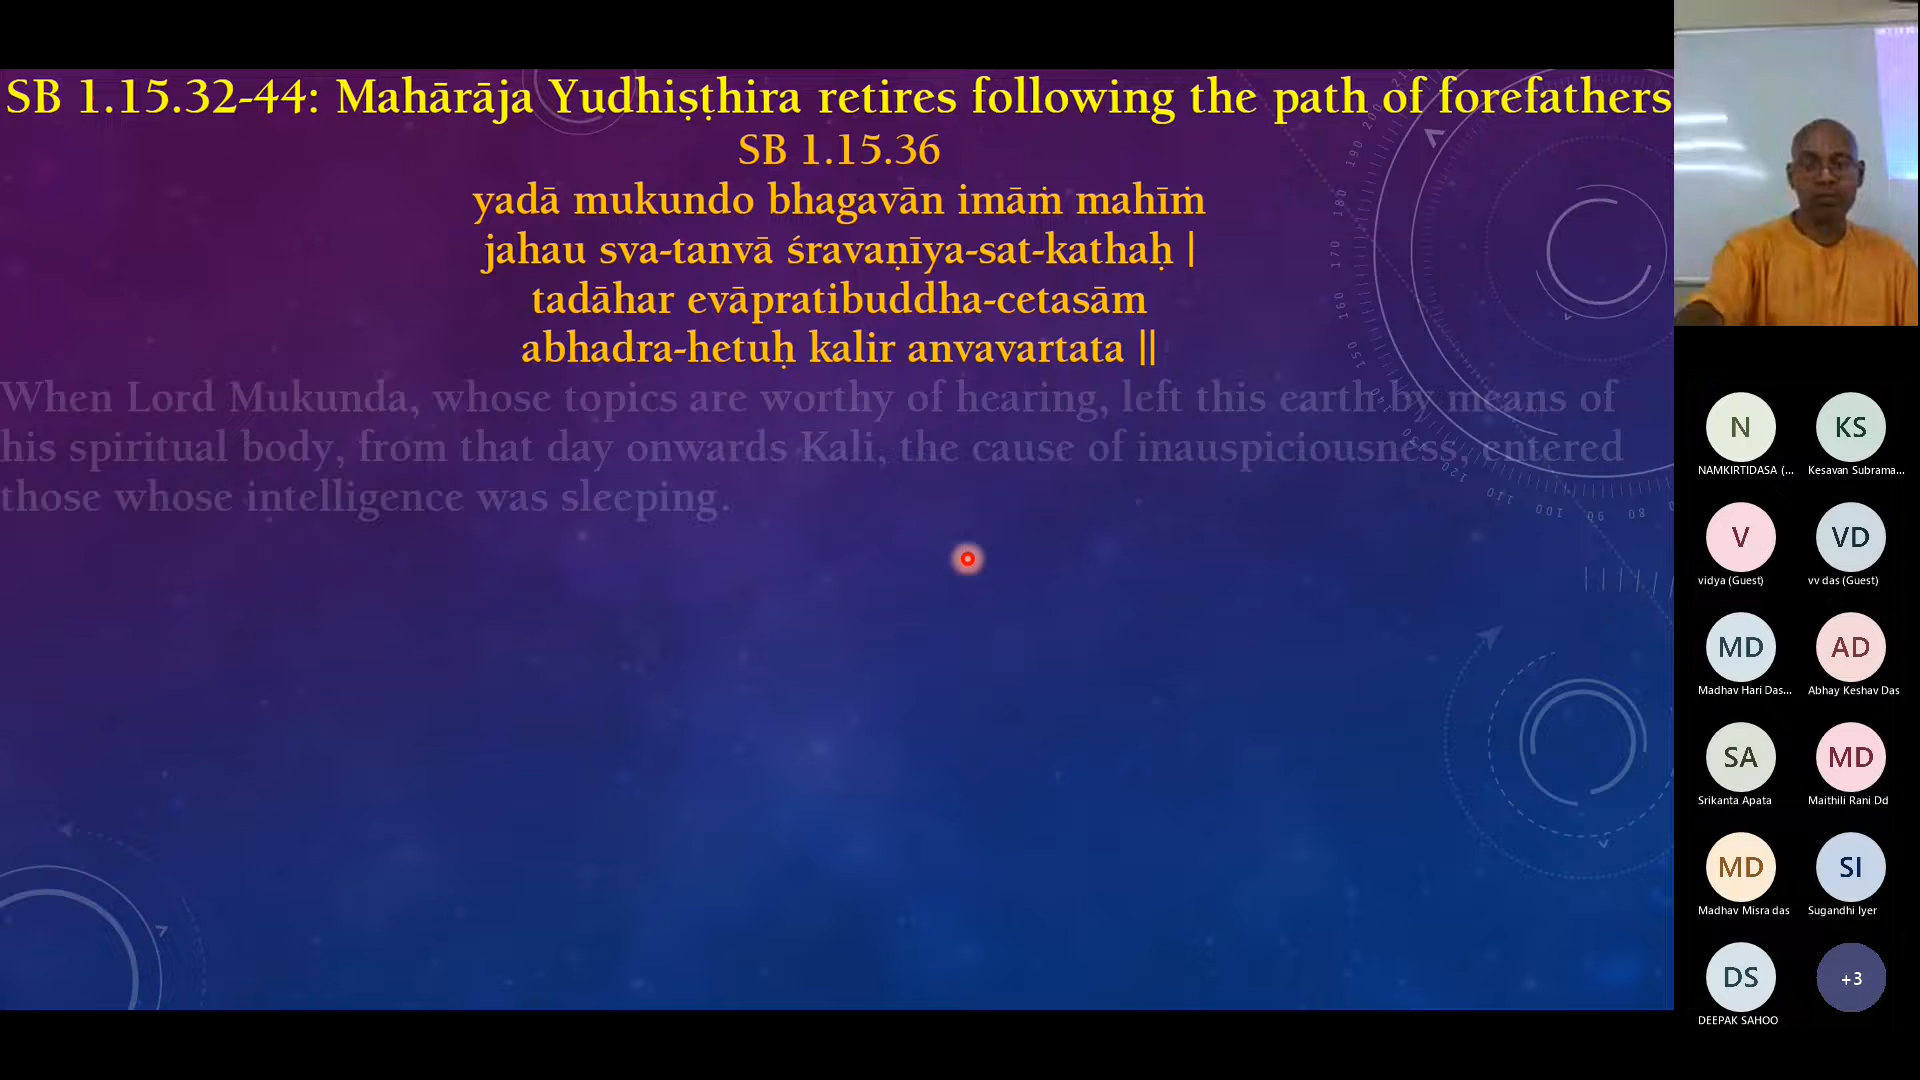 SB 1.15.32-44: Mahārāja Yudhiṣṭhira retires following the path of forefathers
SB 1.15.36
yadā mukundo bhagavān imāṁ mahīṁ
jahau sva-tanvā śravaṇīya-sat-kathaḥ |
tadāhar evāpratibuddha-cetasām
abhadra-hetuḥ kalir anvavartata ||
When Lord Mukunda, whose topics are worthy of hearing, left this earth by means of
his spiritual body, from that day onwards Kali, the cause of inauspiciousness, entered
those whose intelligence was sleeping.
N
NAMKIRTIDASA (...
KS
Kesavan Subrama...
V
vidya (Guest)
VD
vv das (Guest)
MD
Madhav Hari Das...
AD
Abhay Keshav Das
SA
Srikanta Apata
MD
Maithili Rani Dd
MD
Madhav Misra das
SI
Sugandhi Iyer
DS
DEEPAK SAHOO
+3